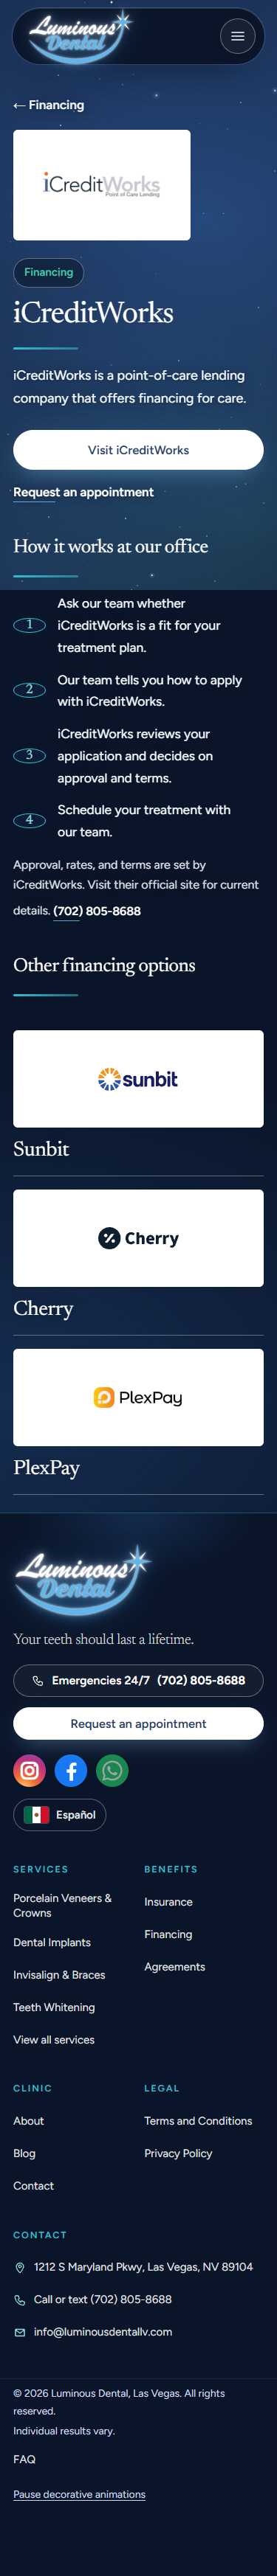 Luminous
Dental
← Financing
iCreditWorks
Point of Care Lending
Financing
iCreditWorks
iCreditWorks is a point-of-care lending
company that offers financing for care.
Visit iCreditWorks
Request an appointment
How it works at our office
1
Ask our team whether
iCreditWorks is a fit for your
treatment plan.
2
Our team tells you how to apply
with iCreditWorks.
3
iCreditWorks reviews your
application and decides on
approval and terms.
4
Schedule your treatment with
our team.
Approval, rates, and terms are set by
iCreditWorks. Visit their official site for current
details. (702) 805-8688
Other financing options
sunbit
Sunbit
Cherry
Cherry
PlexPay
PlexPay
Luminous
Dental
Your teeth should last a lifetime.
Emergencies 24/7 (702) 805-8688
Request an appointment
Español
SERVICES
Porcelain Veneers &
Crowns
Dental Implants
Invisalign & Braces
Teeth Whitening
View all services
BENEFITS
Insurance
Financing
Agreements
CLINIC
About
Blog
Contact
LEGAL
Terms and Conditions
Privacy Policy
CONTACT
1212 S Maryland Pkwy, Las Vegas, NV 89104
Call or text (702) 805-8688
info@luminousdentallv.com
© 2026 Luminous Dental, Las Vegas. All rights
reserved.
Individual results vary.
FAQ
Pause decorative animations